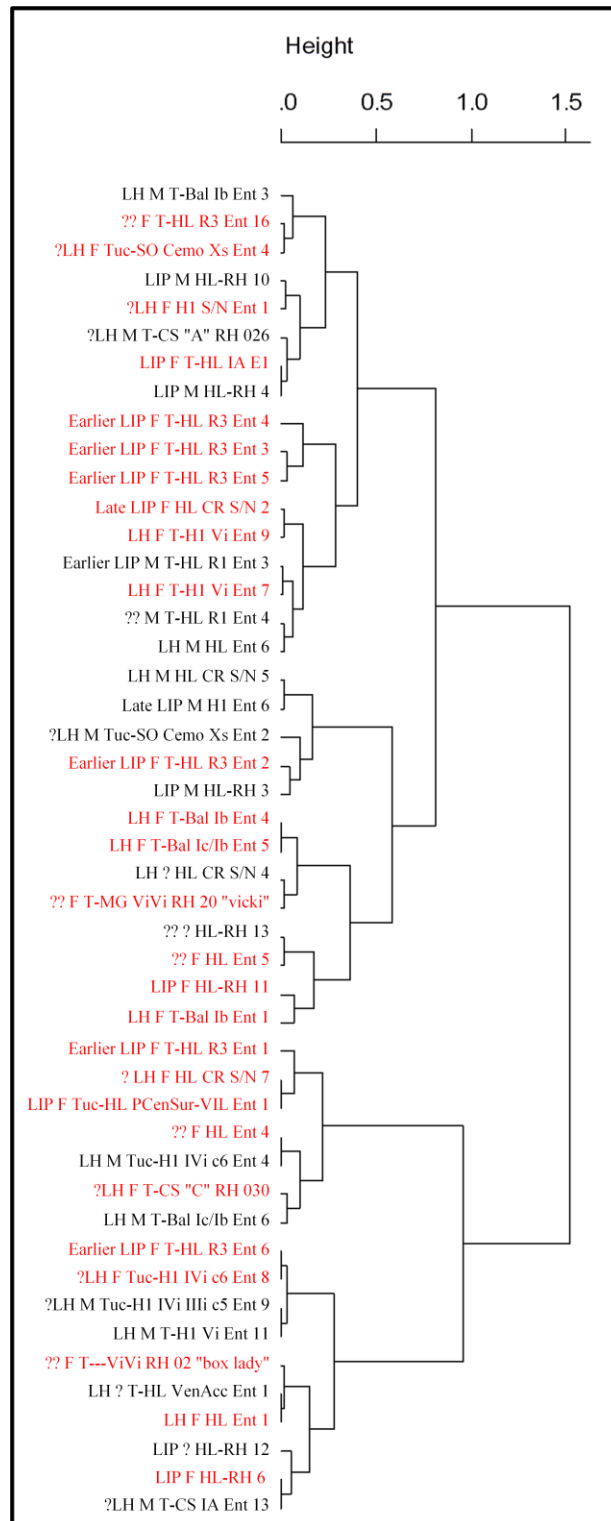 Height
.0 0.5 1.0 1.5
LH M T-Bal Ib Ent 3
?? F T-HL R3 Ent 16
?LH F Tuc-SO Cemo Xs Ent 4
LIP M HL-RH 10
?LH F H1 S/N Ent 1
?LH M T-CS "A" RH 026
LIP F T-HL IA E1
LIP M HL-RH 4
Earlier LIP F T-HL R3 Ent 4
Earlier LIP F T-HL R3 Ent 3
Earlier LIP F T-HL R3 Ent 5
Late LIP F HL CR S/N 2
LH F T-H1 Vi Ent 9
Earlier LIP M T-HL R1 Ent 3
LH F T-H1 Vi Ent 7
?? M T-HL R1 Ent 4
LH M HL Ent 6
LH M HL CR S/N 5
Late LIP M H1 Ent 6
?LH M Tuc-SO Cemo Xs Ent 2
Earlier LIP F T-HL R3 Ent 2
LIP M HL-RH 3
LH F T-Bal Ib Ent 4
LH F T-Bal Ic/Ib Ent 5
LH ? HL CR S/N 4
?? F T-MG ViVi RH 20 "vicki"
?? ? HL-RH 13
?? F HL Ent 5
LIP F HL-RH 11
LH F T-Bal Ib Ent 1
Earlier LIP F T-HL R3 Ent 1
? LH F HL CR S/N 7
LIP F Tuc-HL PCenSur-VIL Ent 1
?? F HL Ent 4
LH M Tuc-H1 IVi c6 Ent 4
?LH F T-CS "C" RH 030
LH M T-Bal Ic/Ib Ent 6
Earlier LIP F T-HL R3 Ent 6
?LH F Tuc-H1 IVi c6 Ent 8
?LH M Tuc-H1 IVi IIIi c5 Ent 9
LH M T-H1 Vi Ent 11
?? F T---ViVi RH 02 "box lady"
LH ? T-HL VenAcc Ent 1
LH F HL Ent 1
LIP ? HL-RH 12
LIP F HL-RH 6
?LH M T-CS IA Ent 13